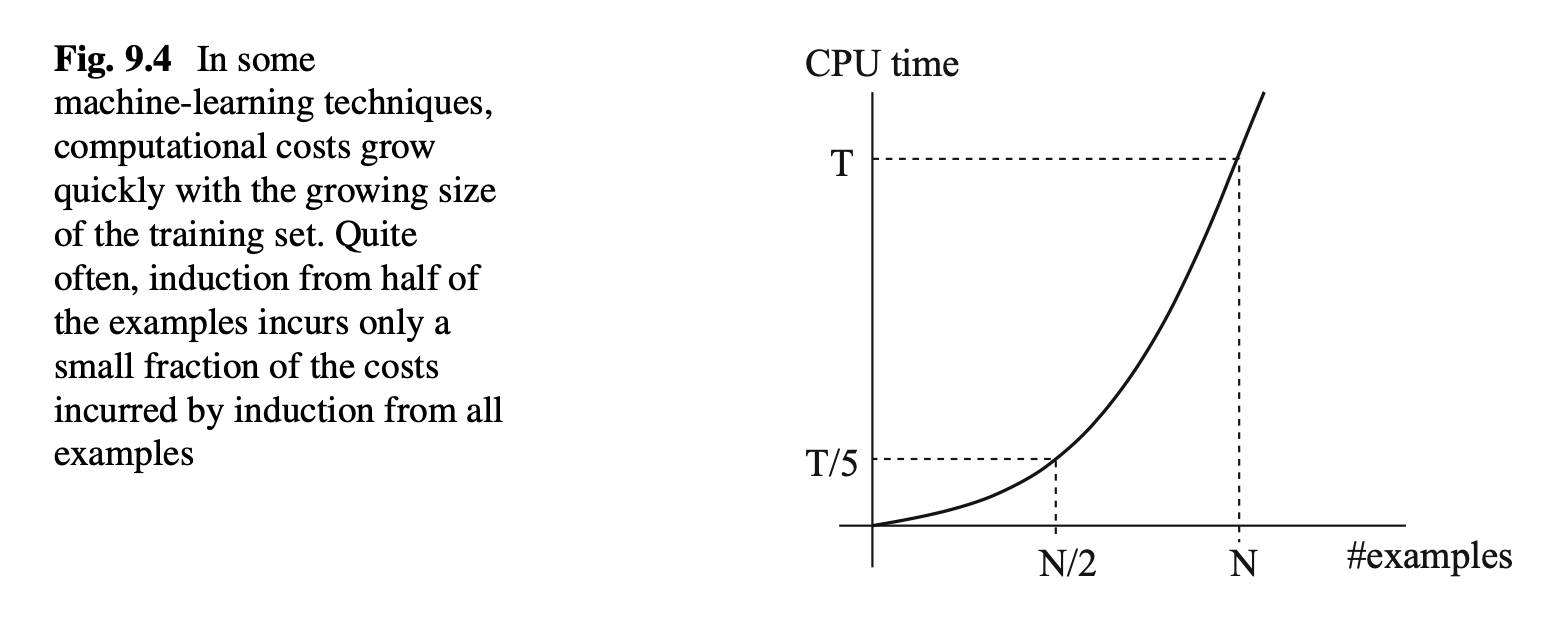 Fig. 9.4 In some
machine-learning techniques,
computational costs grow
quickly with the growing size
of the training set. Quite
often, induction from half of
the examples incurs only a
small fraction of the costs
incurred by induction from all
examples
CPU time
T
T/5
N/2
N
#examples